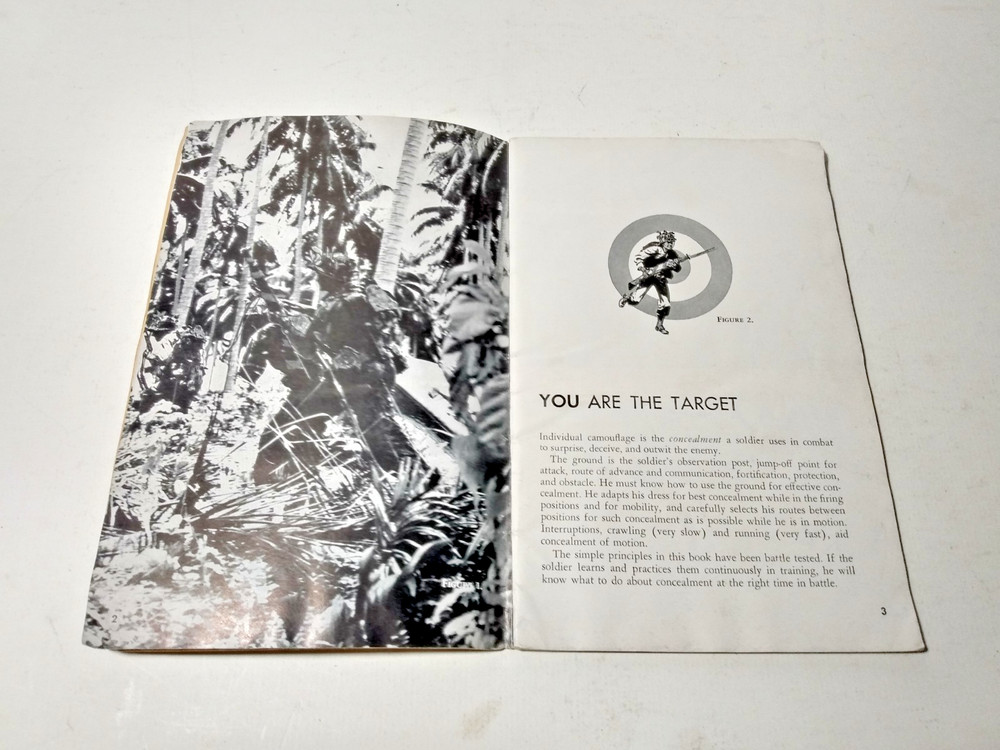 FIGURE 1.
2
FIGURE 2.
YOU ARE THE TARGET
Individual camouflage is the concealment a soldier uses in combat
to surprise, deceive, and outwit the enemy.
The ground is the soldier's observation post, jump-off point for
attack, route of advance and communication, fortification, protection,
and obstacle. He must know how to use the ground for effective con-
cealment. He adapts his dress for best concealment while in the firing
positions and for mobility, and carefully selects his routes between
positions for such concealment as is possible while he is in motion.
Interruptions, crawling (very slow) and running (very fast), aid
concealment of motion.
The simple principles in this book have been battle tested. If the
soldier learns and practices them continuously in training, he will
know what to do about concealment at the right time in battle.
3